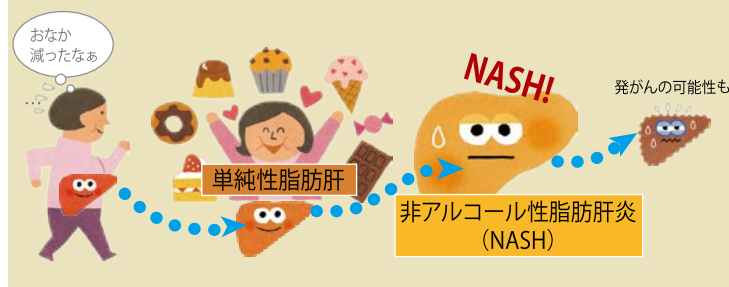 おなか
減ったなぁ
…
単純性脂肪肝
NASH!
非アルコール性脂肪肝炎
（NASH）
発がんの可能性も